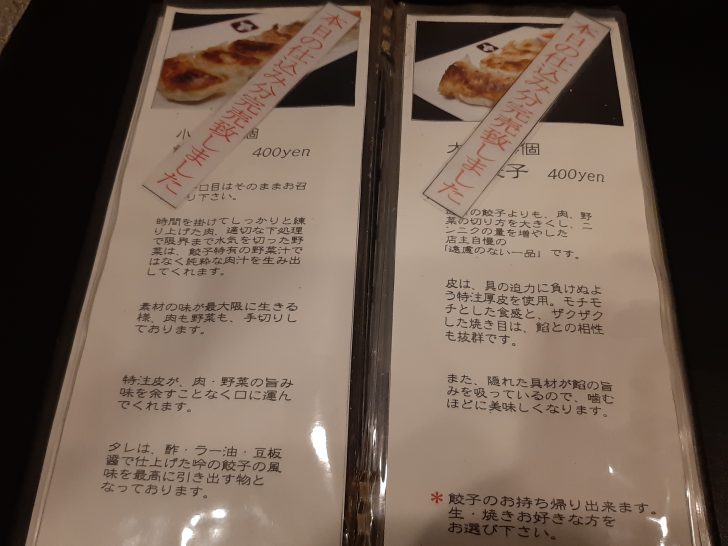 本日の仕込み分完売致しました
小 個
400yen
口目はそのままお召
り下さい。
時間を掛けてしっかりと練
り上げた肉、適切な下処理
で限界まで水気を切った野
菜は、餃子特有の野菜汁で
はなく純粋な肉汁を生み出
してくれます。
素材の味が最大限に生きる
様、肉も野菜も、手切りし
ております。
特注皮が、肉・野菜の旨み
味を余すことなく口に運ん
でくれます。
タレは、酢・ラー油・豆板
醤で仕上げた吟の餃子の風
味を最高に引き出す物と
なっております。
本日の仕込み分完売致しました
個
子 400yen
の餃子よりも、肉、野
菜の切り方を大きくし、ニ
ンニクの量を増やした
店主自慢の
「遠慮のない一品」です。
皮は、具の迫力に負けぬよ
う特注厚皮を使用。モチモ
チとした食感と、ザクザク
した焼き目は、餡との相性
も抜群です。
また、隠れた具材が餡の旨
みを吸っているので、噛む
ほどに美味しくなります。
＊餃子のお持ち帰り出来ます。
生・焼きお好きな方を
お選び下さい。